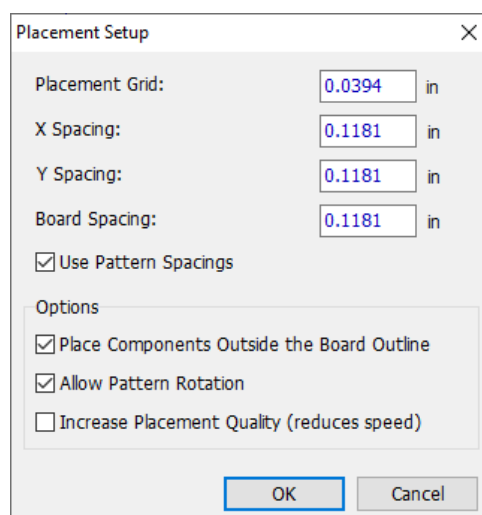 Placement Setup
Placement Grid: 0.0394 in
X Spacing: 0.1181 in
Y Spacing: 0.1181 in
Board Spacing: 0.1181 in
Use Pattern Spacings
Options
Place Components Outside the Board Outline
Allow Pattern Rotation
Increase Placement Quality (reduces speed)
OK Cancel